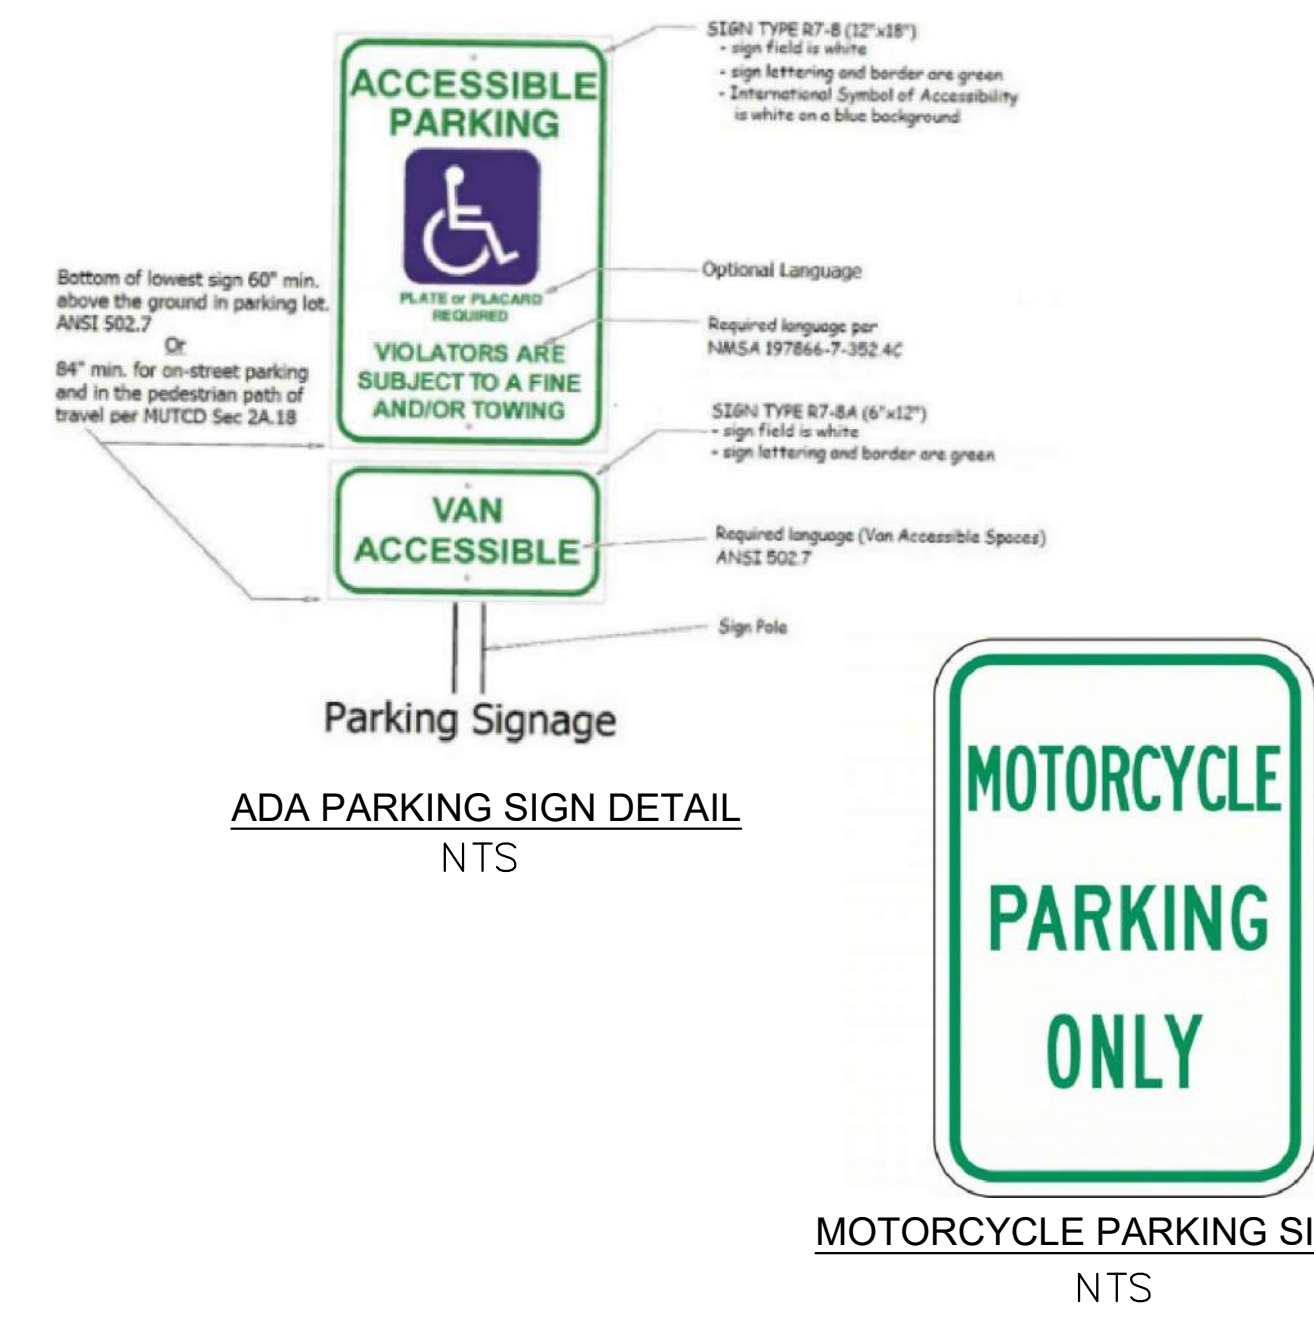 SIGN TYPE R7-8 (12"x18")
- sign field is white
- sign lettering and border are green
- International Symbol of Accessibility
is white on a blue background
ACCESSIBLE
PARKING
PLATE or PLACARD
REQUIRED
VIOLATORS ARE
SUBJECT TO A FINE
AND/OR TOWING
Bottom of lowest sign 60" min.
above the ground in parking lot.
ANSI 502.7
Or
84" min. for on-street parking
and in the pedestrian path of
travel per MUTCD Sec 2A.18
Optional Language
Required language per
NMSA 197866-7-352.4C
SIGN TYPE R7-8A (6"x12")
- sign field is white
- sign lettering and border are green
VAN
ACCESSIBLE
Required language (Van Accessible Spaces)
ANSI 502.7
Sign Pole
Parking Signage
ADA PARKING SIGN DETAIL
NTS
MOTORCYCLE
PARKING
ONLY
MOTORCYCLE PARKING SI
NTS